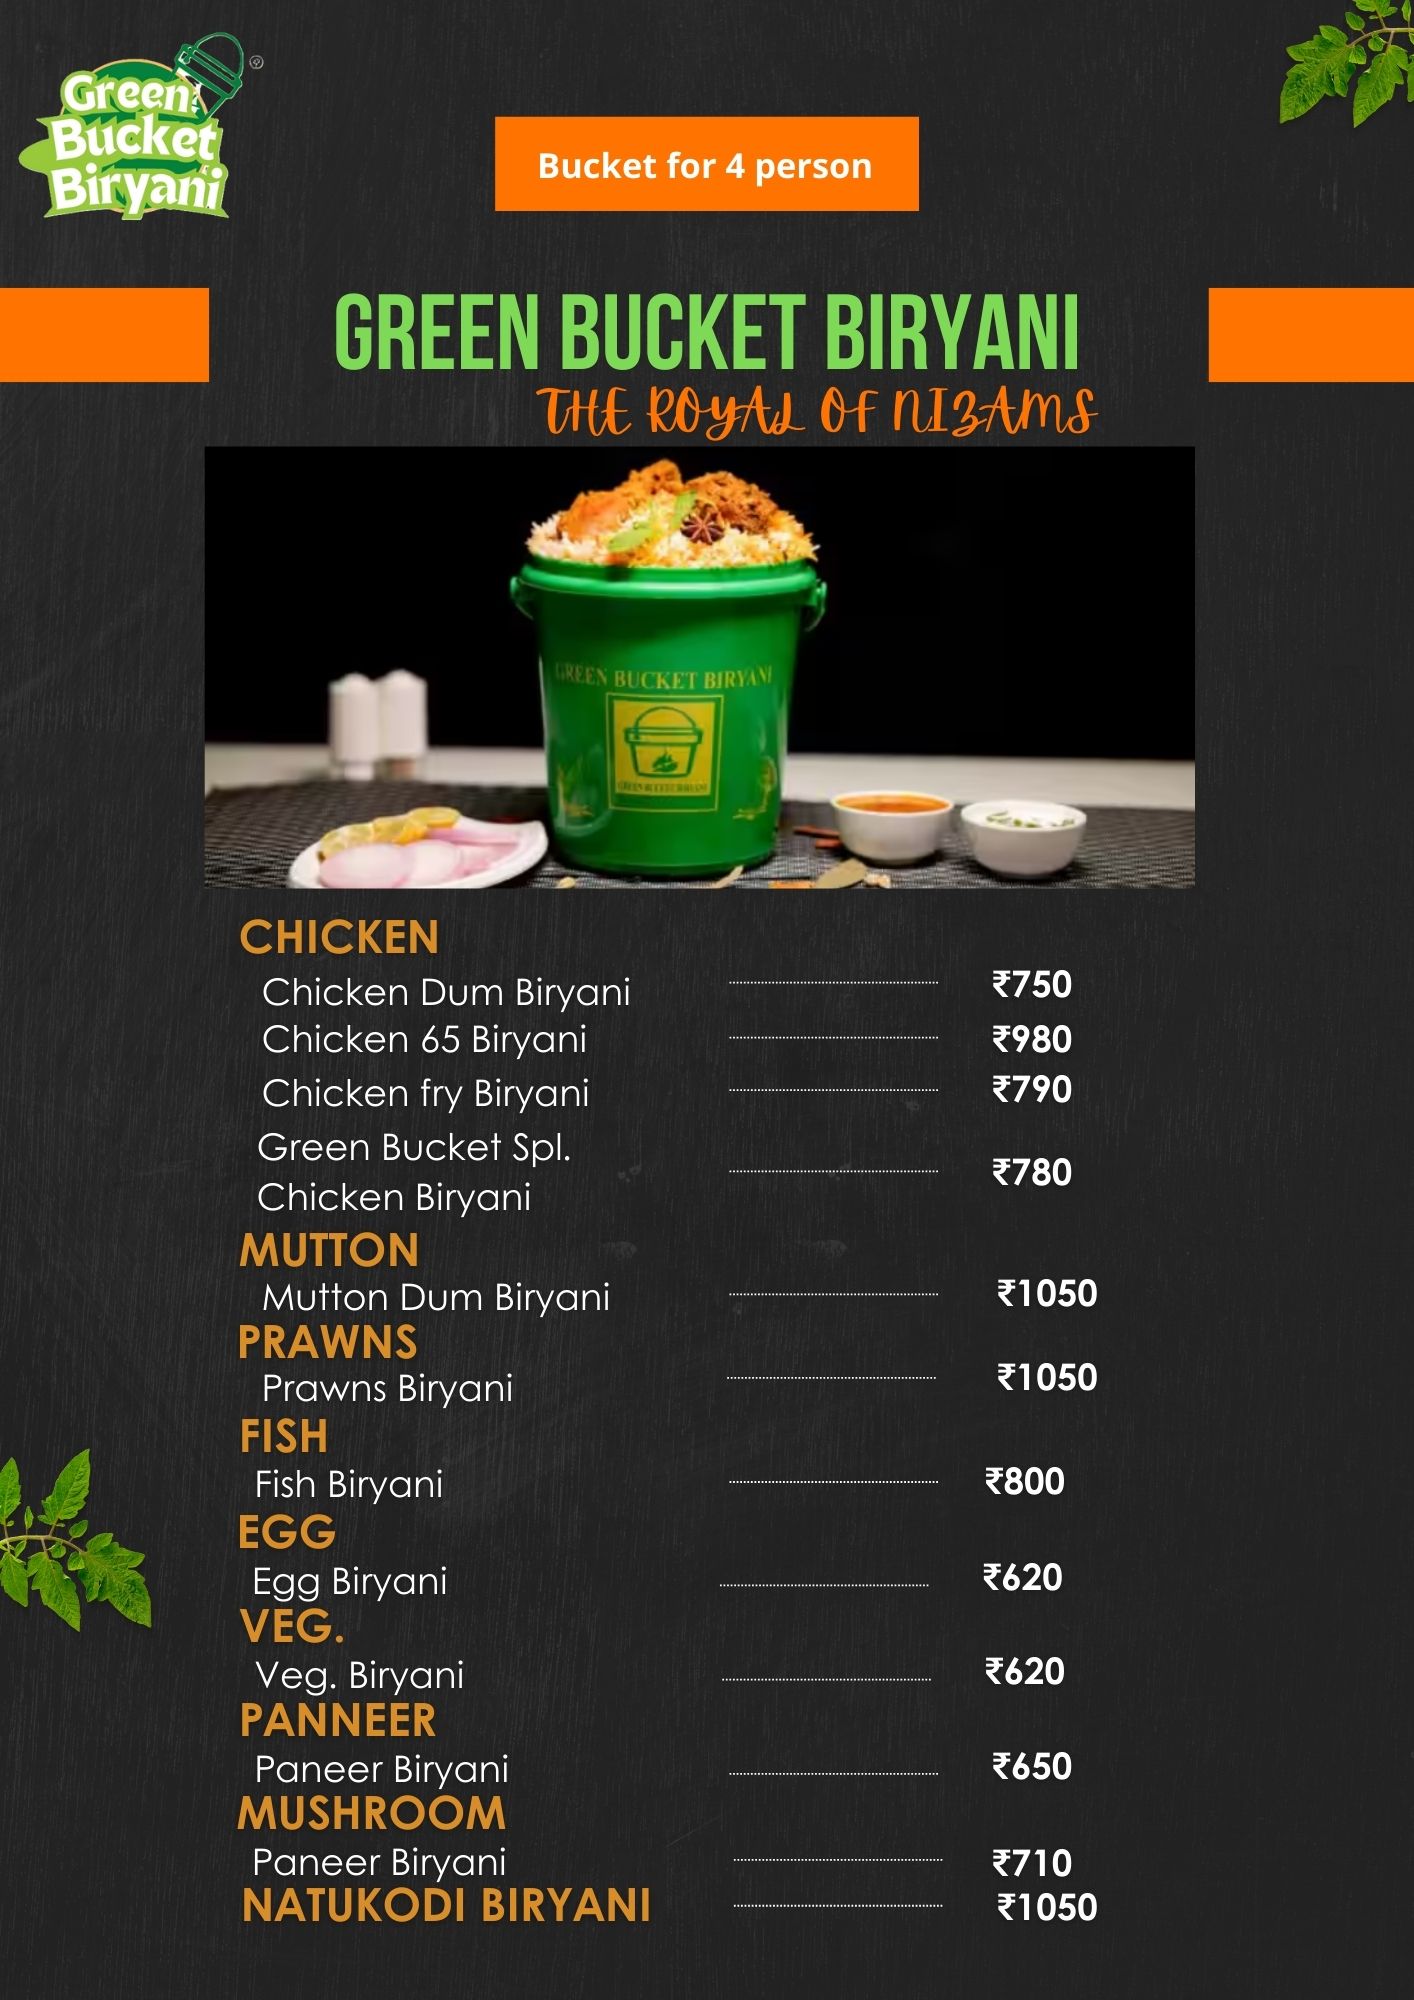 Green
Bucket
Biryani
Bucket for 4 person
GREEN BUCKET BIRYANI
THE ROYAL OF NIZAMS
GREEN BUCKET BIRYANI
GREEN BUCKET BIRYANI
CHICKEN
Chicken Dum Biryani ₹750
Chicken 65 Biryani ₹980
Chicken fry Biryani ₹790
Green Bucket Spl.
Chicken Biryani ₹780
MUTTON
Mutton Dum Biryani ₹1050
PRAWNS
Prawns Biryani ₹1050
FISH
Fish Biryani ₹800
EGG
Egg Biryani ₹620
VEG.
Veg. Biryani ₹620
PANNEER
Paneer Biryani ₹650
MUSHROOM
Paneer Biryani ₹710
NATUKODI BIRYANI ₹1050